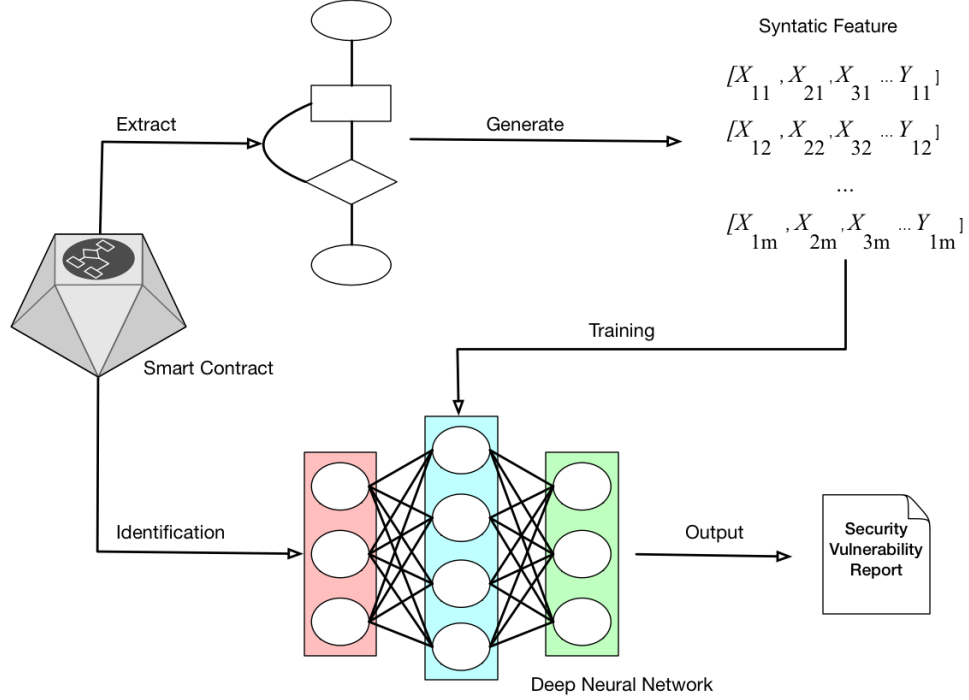 Syntatic Feature
[X11 , X21 , X31 ... Y11 ]
Extract
Generate
[X12 , X22 , X32 ... Y12 ]
...
[X1m , X2m , X3m ... Y1m ]
Training
Smart Contract
Identification
Output
Security
Vulnerability
Report
Deep Neural Network